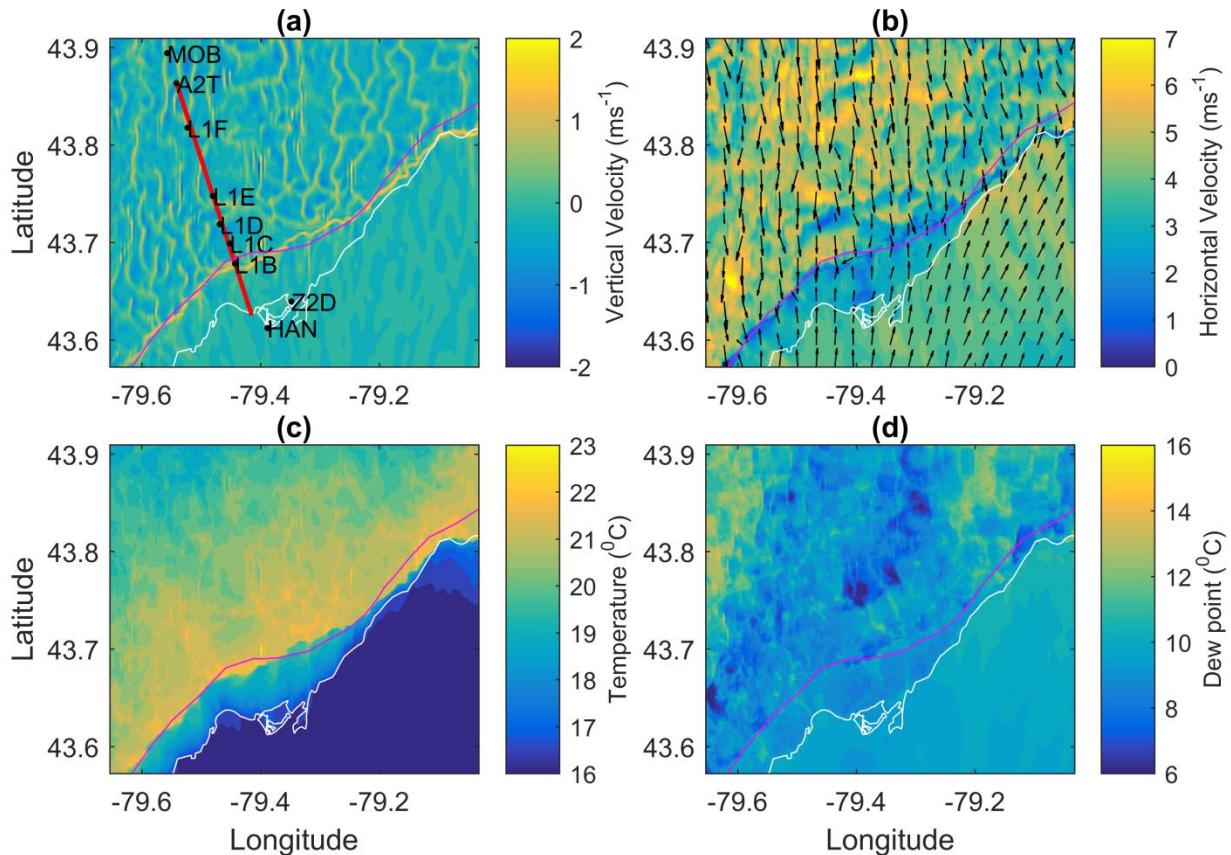 (a)
43.9
43.8
43.7
43.6
Latitude
MOB
A2T
L1F
L1E
L1D
L1C
L1B
Z2D
HAN
-79.6
-79.4
-79.2
2
1
0
-1
-2
Vertical Velocity (ms-1)
(b)
43.9
43.8
43.7
43.6
-79.6
-79.4
-79.2
7
6
5
4
3
2
1
0
Horizontal Velocity (ms-1)
(c)
43.9
43.8
43.7
43.6
Latitude
-79.6
-79.4
-79.2
Longitude
23
22
21
20
19
18
17
16
Temperature (0C)
(d)
43.9
43.8
43.7
43.6
-79.6
-79.4
-79.2
Longitude
16
14
12
10
8
6
Dew point (0C)